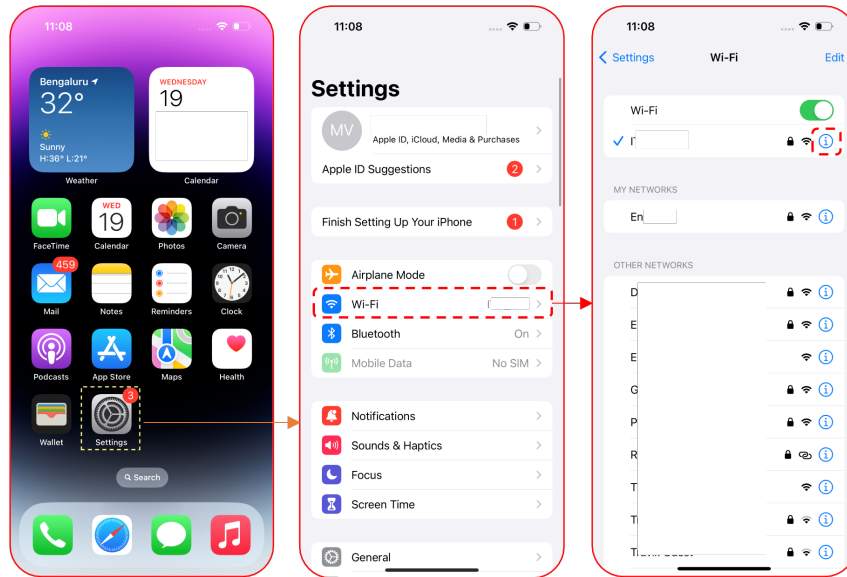 11:08
Bengaluru
32°
Sunny
H:36° L:21°
Weather
WEDNESDAY
19
Calendar
FaceTime
WED
19
Calendar
Photos
Camera
459
Mail
Notes
Reminders
Clock
Podcasts
App Store
Maps
Health
Wallet
3
Settings
Search
11:08
Settings
MV
Apple ID, iCloud, Media & Purchases
Apple ID Suggestions 2
Finish Setting Up Your iPhone 1
Airplane Mode
Wi-Fi
Bluetooth On
Mobile Data No SIM
Notifications
Sounds & Haptics
Focus
Screen Time
General
11:08
Settings Wi-Fi Edit
Wi-Fi
MY NETWORKS
En
OTHER NETWORKS
D
E
E
G
P
R
T